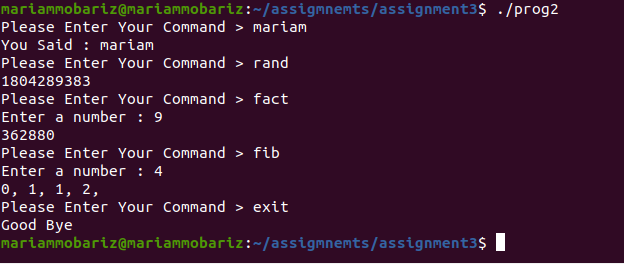 mariammobariz@mariammobariz:~/assigmnemts/assignment3$ ./prog2
Please Enter Your Command > mariam
You Said : mariam
Please Enter Your Command > rand
1804289383
Please Enter Your Command > fact
Enter a number : 9
362880
Please Enter Your Command > fib
Enter a number : 4
0, 1, 1, 2,
Please Enter Your Command > exit
Good Bye
mariammobariz@mariammobariz:~/assigmnemts/assignment3$